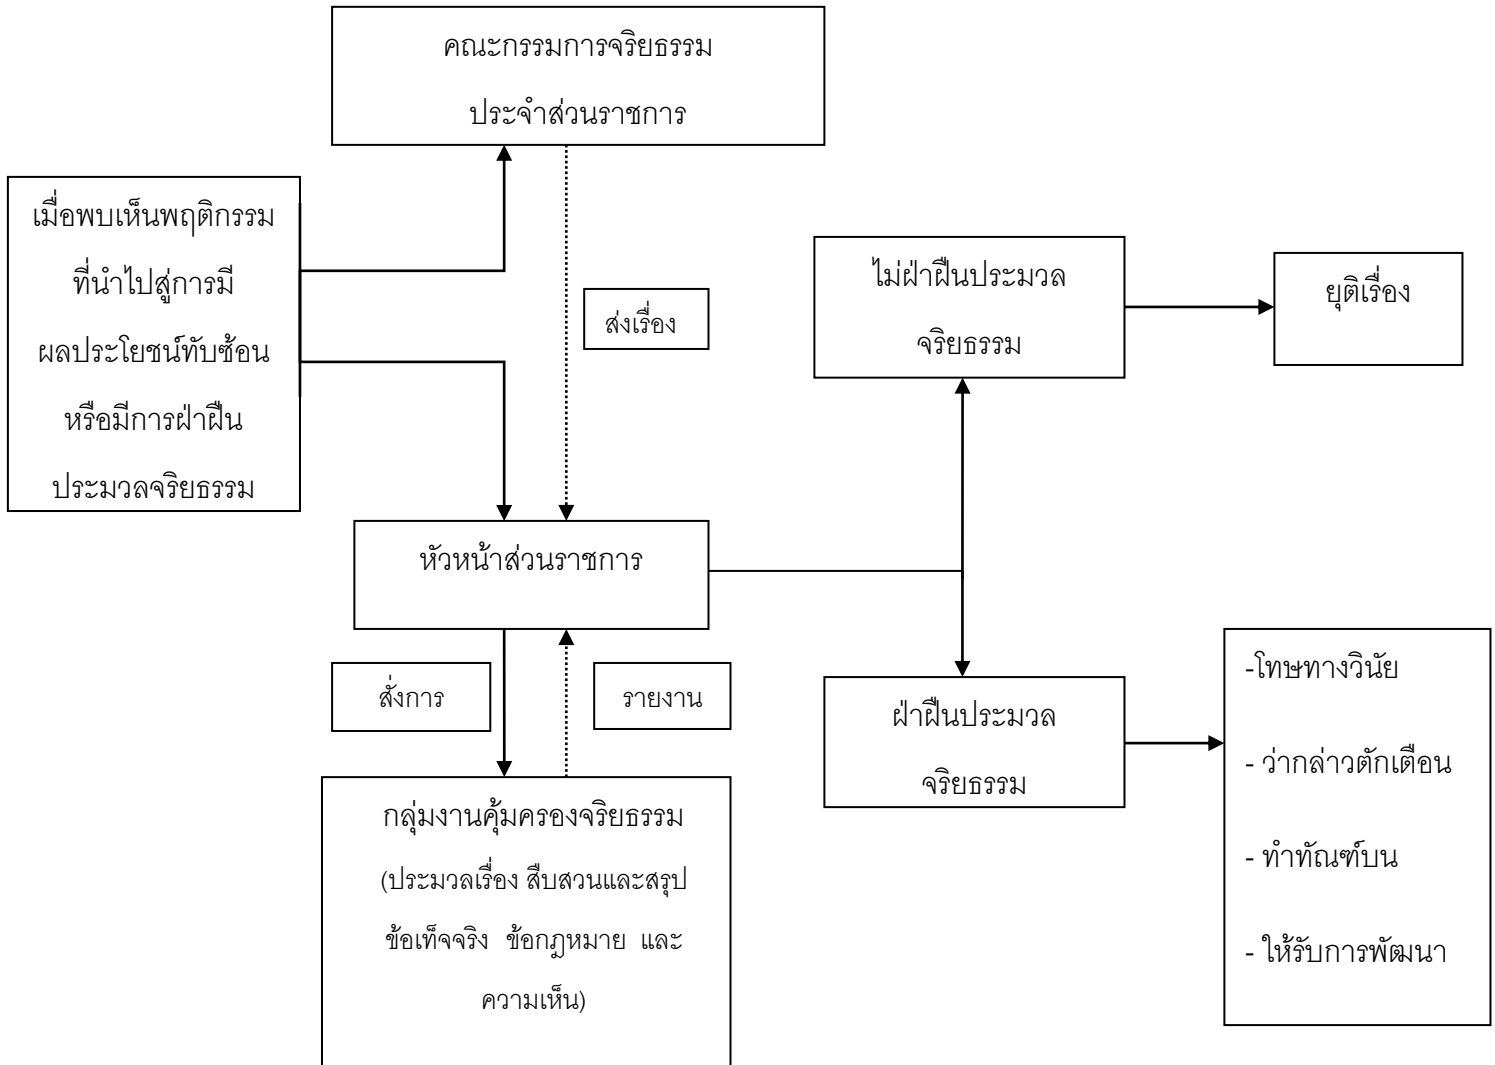 คณะกรรมการจริยธรรม
ประจำส่วนราชการ
เมื่อพบเห็นพฤติกรรม
ที่นำไปสู่การมี
ผลประโยชน์ทับซ้อน
หรือมีการฝ่าฝืน
ประมวลจริยธรรม
ส่งเรื่อง
ไม่ฝ่าฝืนประมวล
จริยธรรม
ยุติเรื่อง
หัวหน้าส่วนราชการ
สั่งการ
รายงาน
ฝ่าฝืนประมวล
จริยธรรม
-โทษทางวินัย
- ว่ากล่าวตักเตือน
- ทำทัณฑ์บน
- ให้รับการพัฒนา
กลุ่มงานคุ้มครองจริยธรรม
(ประมวลเรื่อง สืบสวนและสรุป
ข้อเท็จจริง ข้อกฎหมาย และ
ความเห็น)